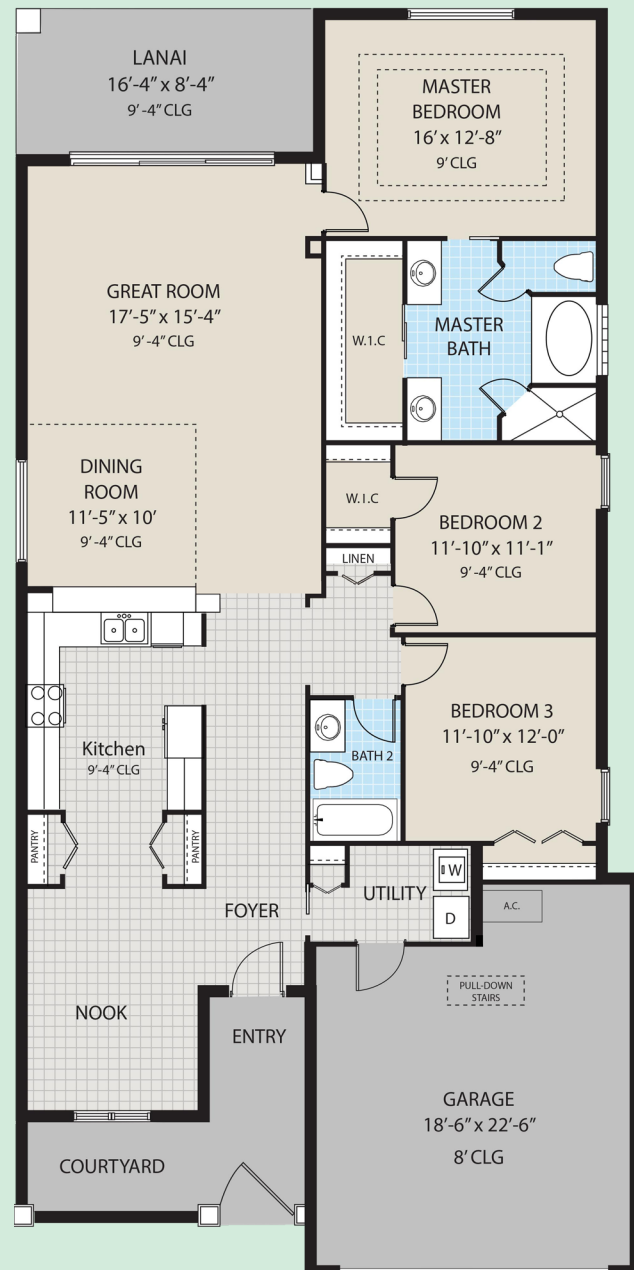 LANAI
16'-4" x 8'-4"
9'-4" CLG
MASTER
BEDROOM
16' x 12'-8"
9' CLG
GREAT ROOM
17'-5" x 15'-4"
9'-4" CLG
W.1.C
MASTER
BATH
DINING
ROOM
11'-5" x 10'
9'-4" CLG
W.I.C
BEDROOM 2
11'-10" x 11'-1"
9'-4" CLG
LINEN
Kitchen
9'-4" CLG
BEDROOM 3
11'-10" x 12'-0"
9'-4" CLG
BATH 2
PANTRY
PANTRY
UTILITY
W
D
FOYER
A.C.
PULL-DOWN
STAIRS
NOOK
ENTRY
GARAGE
18'-6" x 22'-6"
8' CLG
COURTYARD